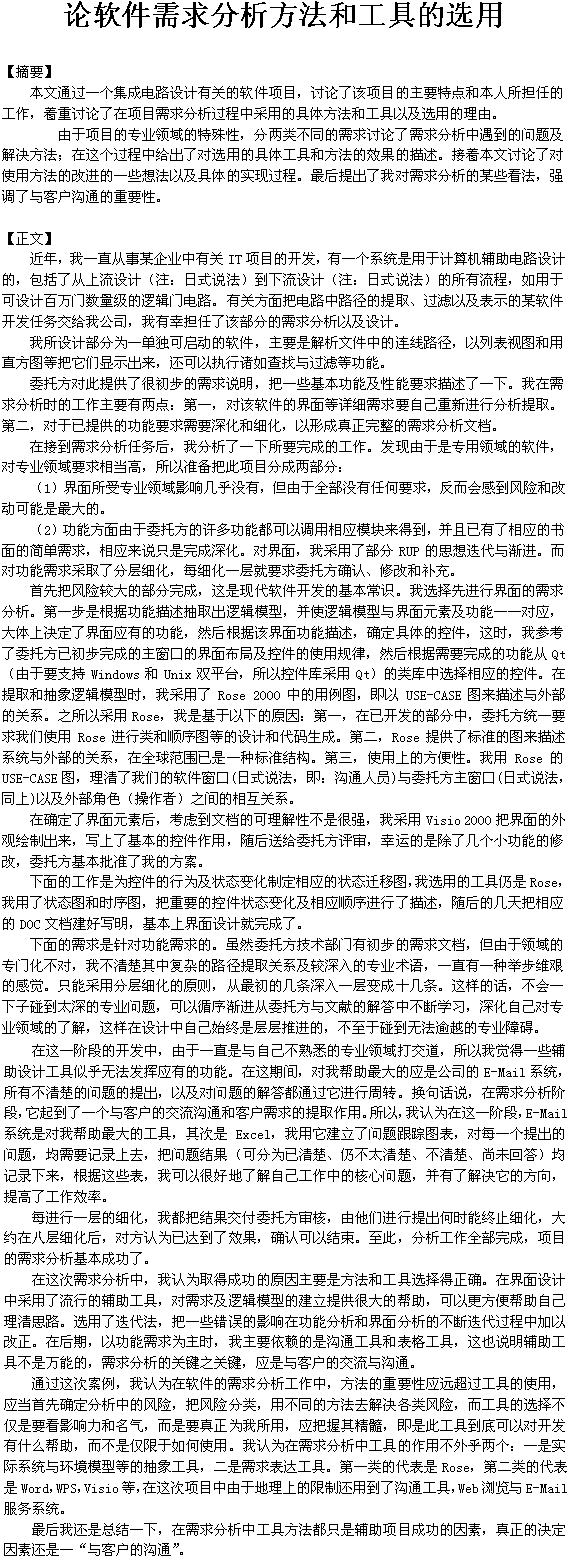 论软件需求分析方法和工具的选用
【摘要】
本文通过一个集成电路设计有关的软件项目，讨论了该项目的主要特点和本人所担任的
工作，着重讨论了在项目需求分析过程中采用的具体方法和工具以及选用的理由。
由于项目的专业领域的特殊性，分两类不同的需求讨论了需求分析中遇到的问题及
解决方法；在这个过程中给出了对选用的具体工具和方法的效果的描述。接着本文讨论了对
使用方法的改进的一些想法以及具体的实现过程。最后提出了我对需求分析的某些看法，强
调了与客户沟通的重要性。
【正文】
近年，我一直从事某企业中有关 IT 项目的开发，有一个系统是用于计算机辅助电路设计
的，包括了从上流设计（注：日式说法）到下流设计（注：日式说法）的所有流程，如用于
可设计百万门数量级的逻辑门电路。有关方面把电路中路径的提取、过滤以及表示的某软件
开发任务交给我公司，我有幸担任了该部分的需求分析以及设计。
我所设计部分为一单独可启动的软件，主要是解析文件中的连线路径，以列表视图和用
直方图等把它们显示出来，还可以执行诸如查找与过滤等功能。
委托方对此提供了很初步的需求说明，把一些基本功能及性能要求描述了一下。我在需
求分析时的工作主要有两点：第一，对该软件的界面等详细需求要自己重新进行分析提取。
第二，对于已提供的功能要求需要深化和细化，以形成真正完整的需求分析文档。
在接到需求分析任务后，我分析了一下所要完成的工作。发现由于是专用领域的软件，
对专业领域要求相当高，所以准备把此项目分成两部分：
（1）界面所受专业领域影响几乎没有，但由于全部没有任何要求，反而会感到风险和改
动可能是最大的。
（2）功能方面由于委托方的许多功能都可以调用相应模块来得到，并且已有了相应的书
面的简单需求，相应来说只是完成深化。对界面，我采用了部分 RUP 的思想迭代与渐进。而
对功能需求采取了分层细化，每细化一层就要求委托方确认、修改和补充。
首先把风险较大的部分完成，这是现代软件开发的基本常识。我选择先进行界面的需求
分析。第一步是根据功能描述抽取出逻辑模型，并使逻辑模型与界面元素及功能一一对应，
大体上决定了界面应有的功能，然后根据该界面功能描述，确定具体的控件，这时，我参考
了委托方已初步完成的主窗口的界面布局及控件的使用规律，然后根据需要完成的功能从 Qt
（由于要支持 Windows 和 Unix 双平台，所以控件库采用 Qt）的类库中选择相应的控件。在
提取和抽象逻辑模型时，我采用了 Rose 2000 中的用例图，即以 USE-CASE 图来描述与外部
的关系。之所以采用 Rose，我是基于以下的原因：第一，在已开发的部分中，委托方统一要
求我们使用 Rose 进行类和顺序图等的设计和代码生成。第二，Rose 提供了标准的图来描述
系统与外部的关系，在全球范围已是一种标准结构。第三，使用上的方便性。我用 Rose 的
USE-CASE 图，理清了我们的软件窗口(日式说法，即：沟通人员)与委托方主窗口(日式说法，
同上)以及外部角色（操作者）之间的相互关系。
在确定了界面元素后，考虑到文档的可理解性不是很强，我采用 Visio 2000 把界面的外
观绘制出来，写上了基本的控件作用，随后送给委托方评审，幸运的是除了几个小功能的修
改，委托方基本批准了我的方案。
下面的工作是为控件的行为及状态变化制定相应的状态迁移图，我选用的工具仍是 Rose，
我用了状态图和时序图，把重要的控件状态变化及相应顺序进行了描述，随后的几天把相应
的 DOC 文档建好写明，基本上界面设计就完成了。
下面的需求是针对功能需求的。虽然委托方技术部门有初步的需求文档，但由于领域的
专门化不对，我不清楚其中复杂的路径提取关系及较深入的专业术语，一直有一种举步维艰
的感觉。只能采用分层细化的原则，从最初的几条深入一层变成十几条。这样的话，不会一
下子碰到太深的专业问题，可以循序渐进从委托方与文献的解答中不断学习，深化自己对专
业领域的了解，这样在设计中自己始终是层层推进的，不至于碰到无法逾越的专业障碍。
在这一阶段的开发中，由于一直是与自己不熟悉的专业领域打交道，所以我觉得一些辅
助设计工具似乎无法发挥应有的功能。在这期间，对我帮助最大的应是公司的 E-Mail 系统，
所有不清楚的问题的提出，以及对问题的解答都通过它进行周转。换句话说，在需求分析阶
段，它起到了一个与客户的交流沟通和客户需求的提取作用。所以，我认为在这一阶段，E-Mail
系统是对我帮助最大的工具，其次是 Excel，我用它建立了问题跟踪图表，对每一个提出的
问题，均需要记录上去，把问题结果（可分为已清楚、仍不太清楚、不清楚、尚未回答）均
记录下来，根据这些表，我可以很好地了解自己工作中的核心问题，并有了解决它的方向，
提高了工作效率。
每进行一层的细化，我都把结果交付委托方审核，由他们进行提出何时能终止细化，大
约在八层细化后，对方认为已达到了效果，确认可以结束。至此，分析工作全部完成，项目
的需求分析基本成功了。
在这次需求分析中，我认为取得成功的原因主要是方法和工具选择得正确。在界面设计
中采用了流行的辅助工具，对需求及逻辑模型的建立提供很大的帮助，可以更方便帮助自己
理清思路。选用了迭代法，把一些错误的影响在功能分析和界面分析的不断迭代过程中加以
改正。在后期，以功能需求为主时，我主要依赖的是沟通工具和表格工具，这也说明辅助工
具不是万能的，需求分析的关键之关键，应是与客户的交流与沟通。
通过这次案例，我认为在软件的需求分析工作中，方法的重要性应远超过工具的使用，
应当首先确定分析中的风险，把风险分类，用不同的方法去解决各类风险，而工具的选择不
仅是要看影响力和名气，而是要真正为我所用，应把握其精髓，即是此工具到底可以对开发
有什么帮助，而不是仅限于如何使用。我认为在需求分析中工具的作用不外乎两个：一是实
际系统与环境模型等的抽象工具，二是需求表达工具。第一类的代表是 Rose，第二类的代表
是 Word,WPS,Visio 等，在这次项目中由于地理上的限制还用到了沟通工具，Web 浏览与 E-Mail
服务系统。
最后我还是总结一下，在需求分析中工具方法都只是辅助项目成功的因素，真正的决定
因素还是一“与客户的沟通”。